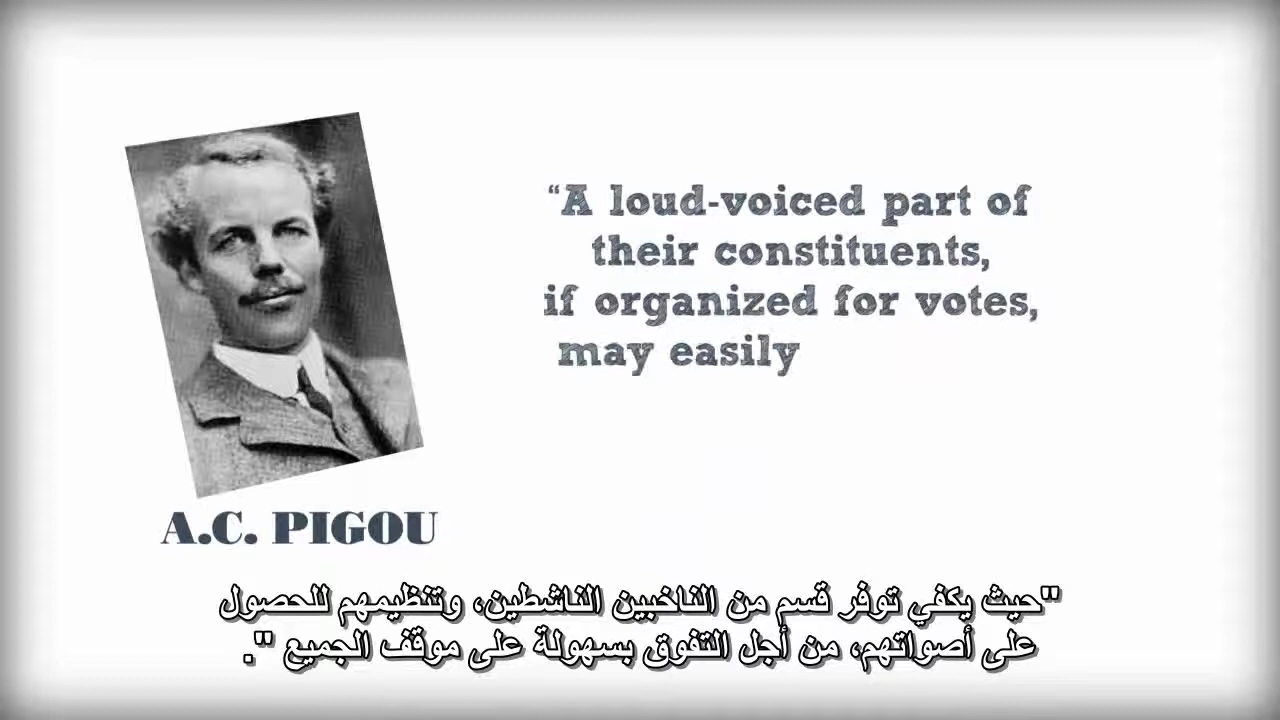 “A loud-voiced part of
their constituents,
if organized for votes,
may easily
A.C. PIGOU
"حيث يكفي توفر قسم من الناخبين الناشطين، وتنظيمهم للحصول
على أصواتهم، من أجل التفوق بسهولة على موقف الجميع ".